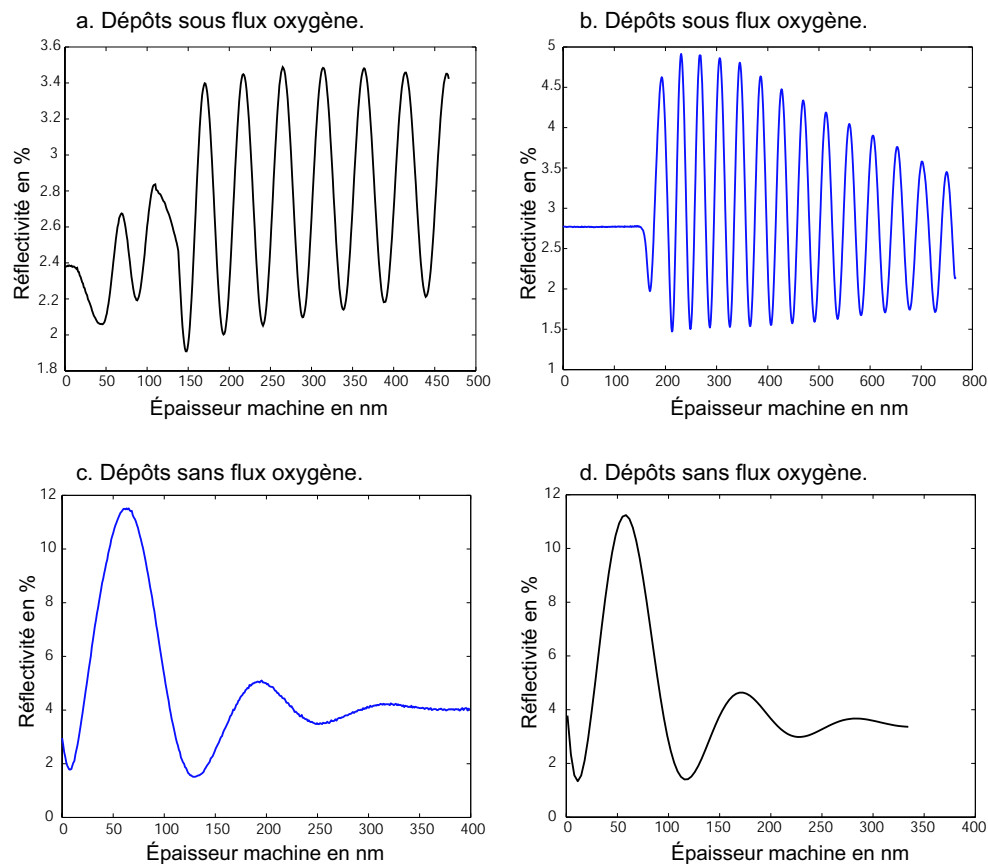 a. Dépôts sous flux oxygène.
3.6
3.4
3.2
3
2.8
2.6
2.4
2.2
2
1.8
Réflectivité en %
0 50 100 150 200 250 300 350 400 450 500
Épaisseur machine en nm
b. Dépôts sous flux oxygène.
5
4.5
4
3.5
3
2.5
2
1.5
1
Réflectivité en %
0 100 200 300 400 500 600 700 800
Épaisseur machine en nm
c. Dépôts sans flux oxygène.
12
10
8
6
4
2
0
Réflectivité en %
0 50 100 150 200 250 300 350 400
Épaisseur machine en nm
d. Dépôts sans flux oxygène.
12
10
8
6
4
2
0
Réflectivité en %
0 50 100 150 200 250 300 350 400
Épaisseur machine en nm